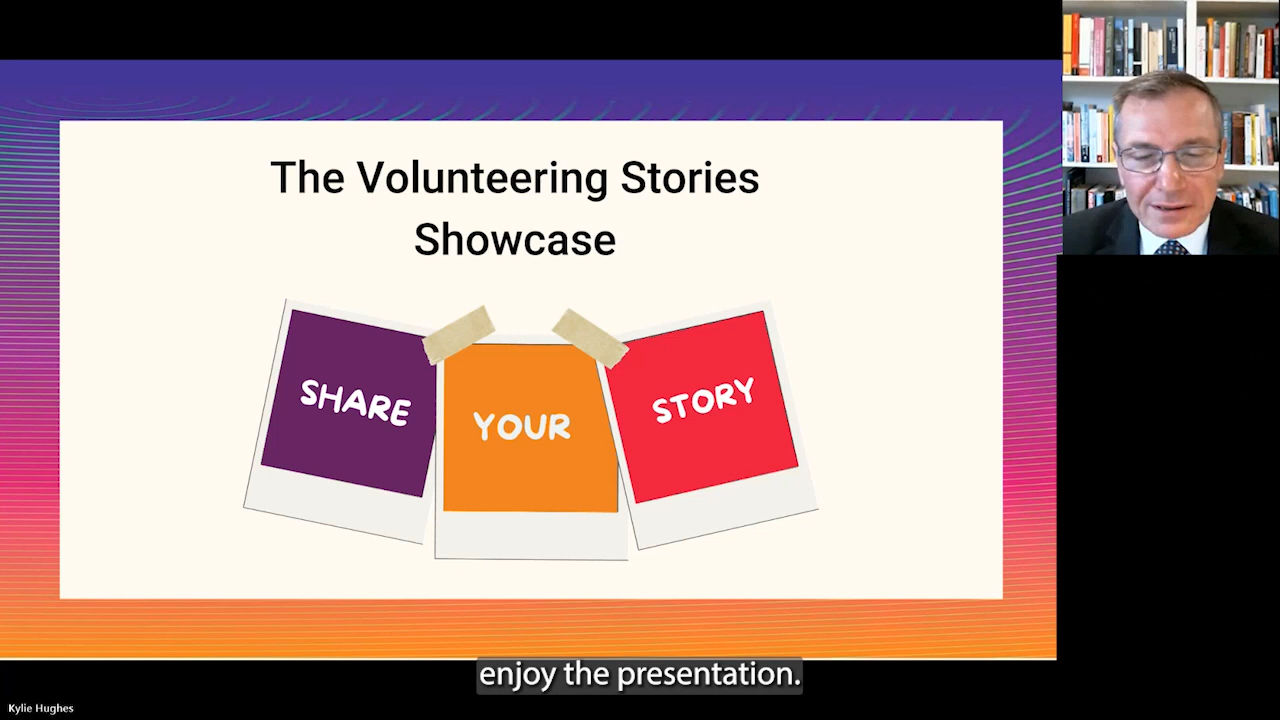 The Volunteering Stories
Showcase
SHARE
YOUR
STORY
enjoy the presentation.
Kylie Hughes